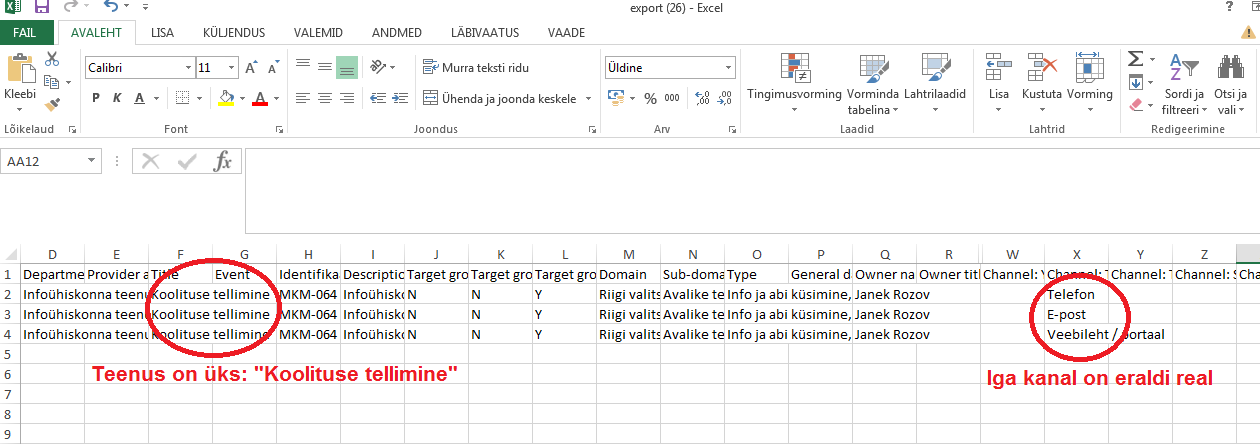 export (26) - Excel
FAIL AVALEHT LISA KÜLJENDUS VALEMID ANDMED LÄBIVAATUS VAADE
Kleebi
Calibri 11
P K A
Murra teksti ridu
Ühenda ja joonda keskele
Üldine
% 000
Tingimusvorming
Vorminda tabelina
Lahtrilaadid
Lisa Kustuta Vorming
Sordi ja filtreeri
Otsi ja vali
Lõikelaud Font Joondus Arv Laadid Lahtrid Redigeerimine
AA12 fx
D E F G H I J K L M N O P Q R W X Y Z
1 Departme Provider a Title Event Identifika Descriptic Target gro Target gro Target gro Domain Sub-doma Type General d Owner na Owner titl Channel: Y Channel: T Channel: T Channel: S Cha
2 Infoühiskonna teenu Koolituse tellimine MKM-064 Infoühisko N N Y Riigi valits Avalike te Info ja abi küsimine, Janek Rozov Telefon
3 Infoühiskonna teenu Koolituse tellimine MKM-064 Infoühisko N N Y Riigi valits Avalike te Info ja abi küsimine, Janek Rozov E-post
4 Infoühiskonna teenu Koolituse tellimine MKM-064 Infoühisko N N Y Riigi valits Avalike te Info ja abi küsimine, Janek Rozov Veebileht / portaal
5
6
7
8
9
Teenus on üks: "Koolituse tellimine"
Iga kanal on eraldi real